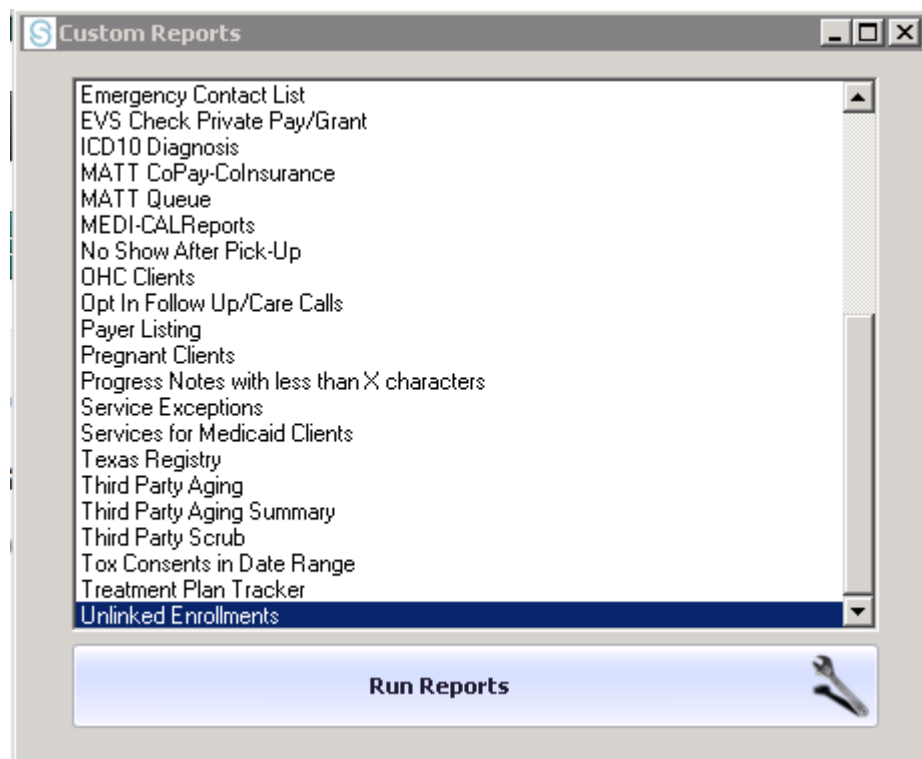 Custom Reports
Emergency Contact List
EVS Check Private Pay/Grant
ICD10 Diagnosis
MATT CoPay-CoInsurance
MATT Queue
MEDI-CALReports
No Show After Pick-Up
OHC Clients
Opt In Follow Up/Care Calls
Payer Listing
Pregnant Clients
Progress Notes with less than X characters
Service Exceptions
Services for Medicaid Clients
Texas Registry
Third Party Aging
Third Party Aging Summary
Third Party Scrub
Tox Consents in Date Range
Treatment Plan Tracker
Unlinked Enrollments
Run Reports